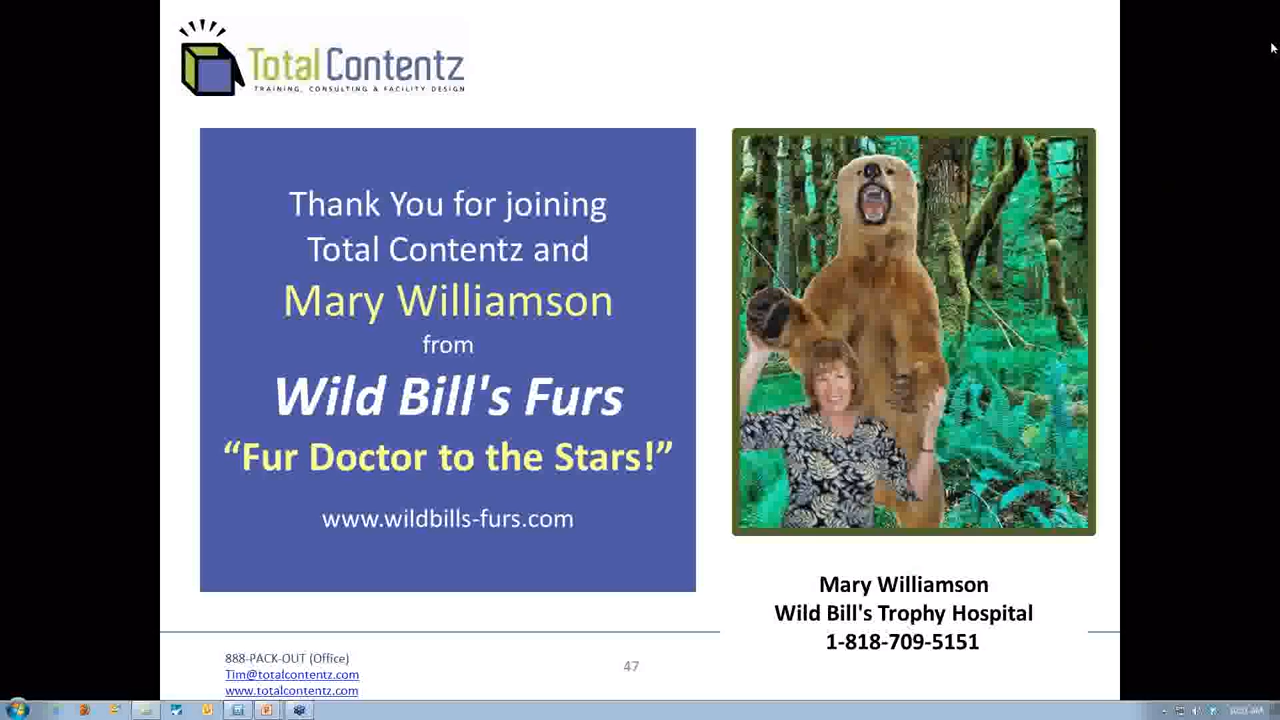 Total Contentz
TRAINING, CONSULTING & FACILITY DESIGN
Thank You for joining
Total Contentz and
Mary Williamson
from
Wild Bill's Furs
“Fur Doctor to the Stars!”
www.wildbills-furs.com
Mary Williamson
Wild Bill's Trophy Hospital
1-818-709-5151
888-PACK-OUT (Office)
Tim@totalcontentz.com
www.totalcontentz.com
47